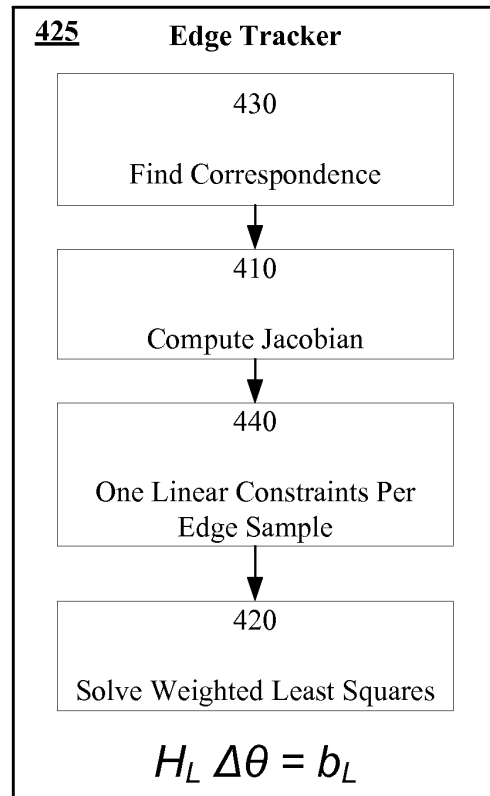 425 Edge Tracker
430
Find Correspondence
410
Compute Jacobian
440
One Linear Constraints Per
Edge Sample
420
Solve Weighted Least Squares
H_L Δθ = b_L